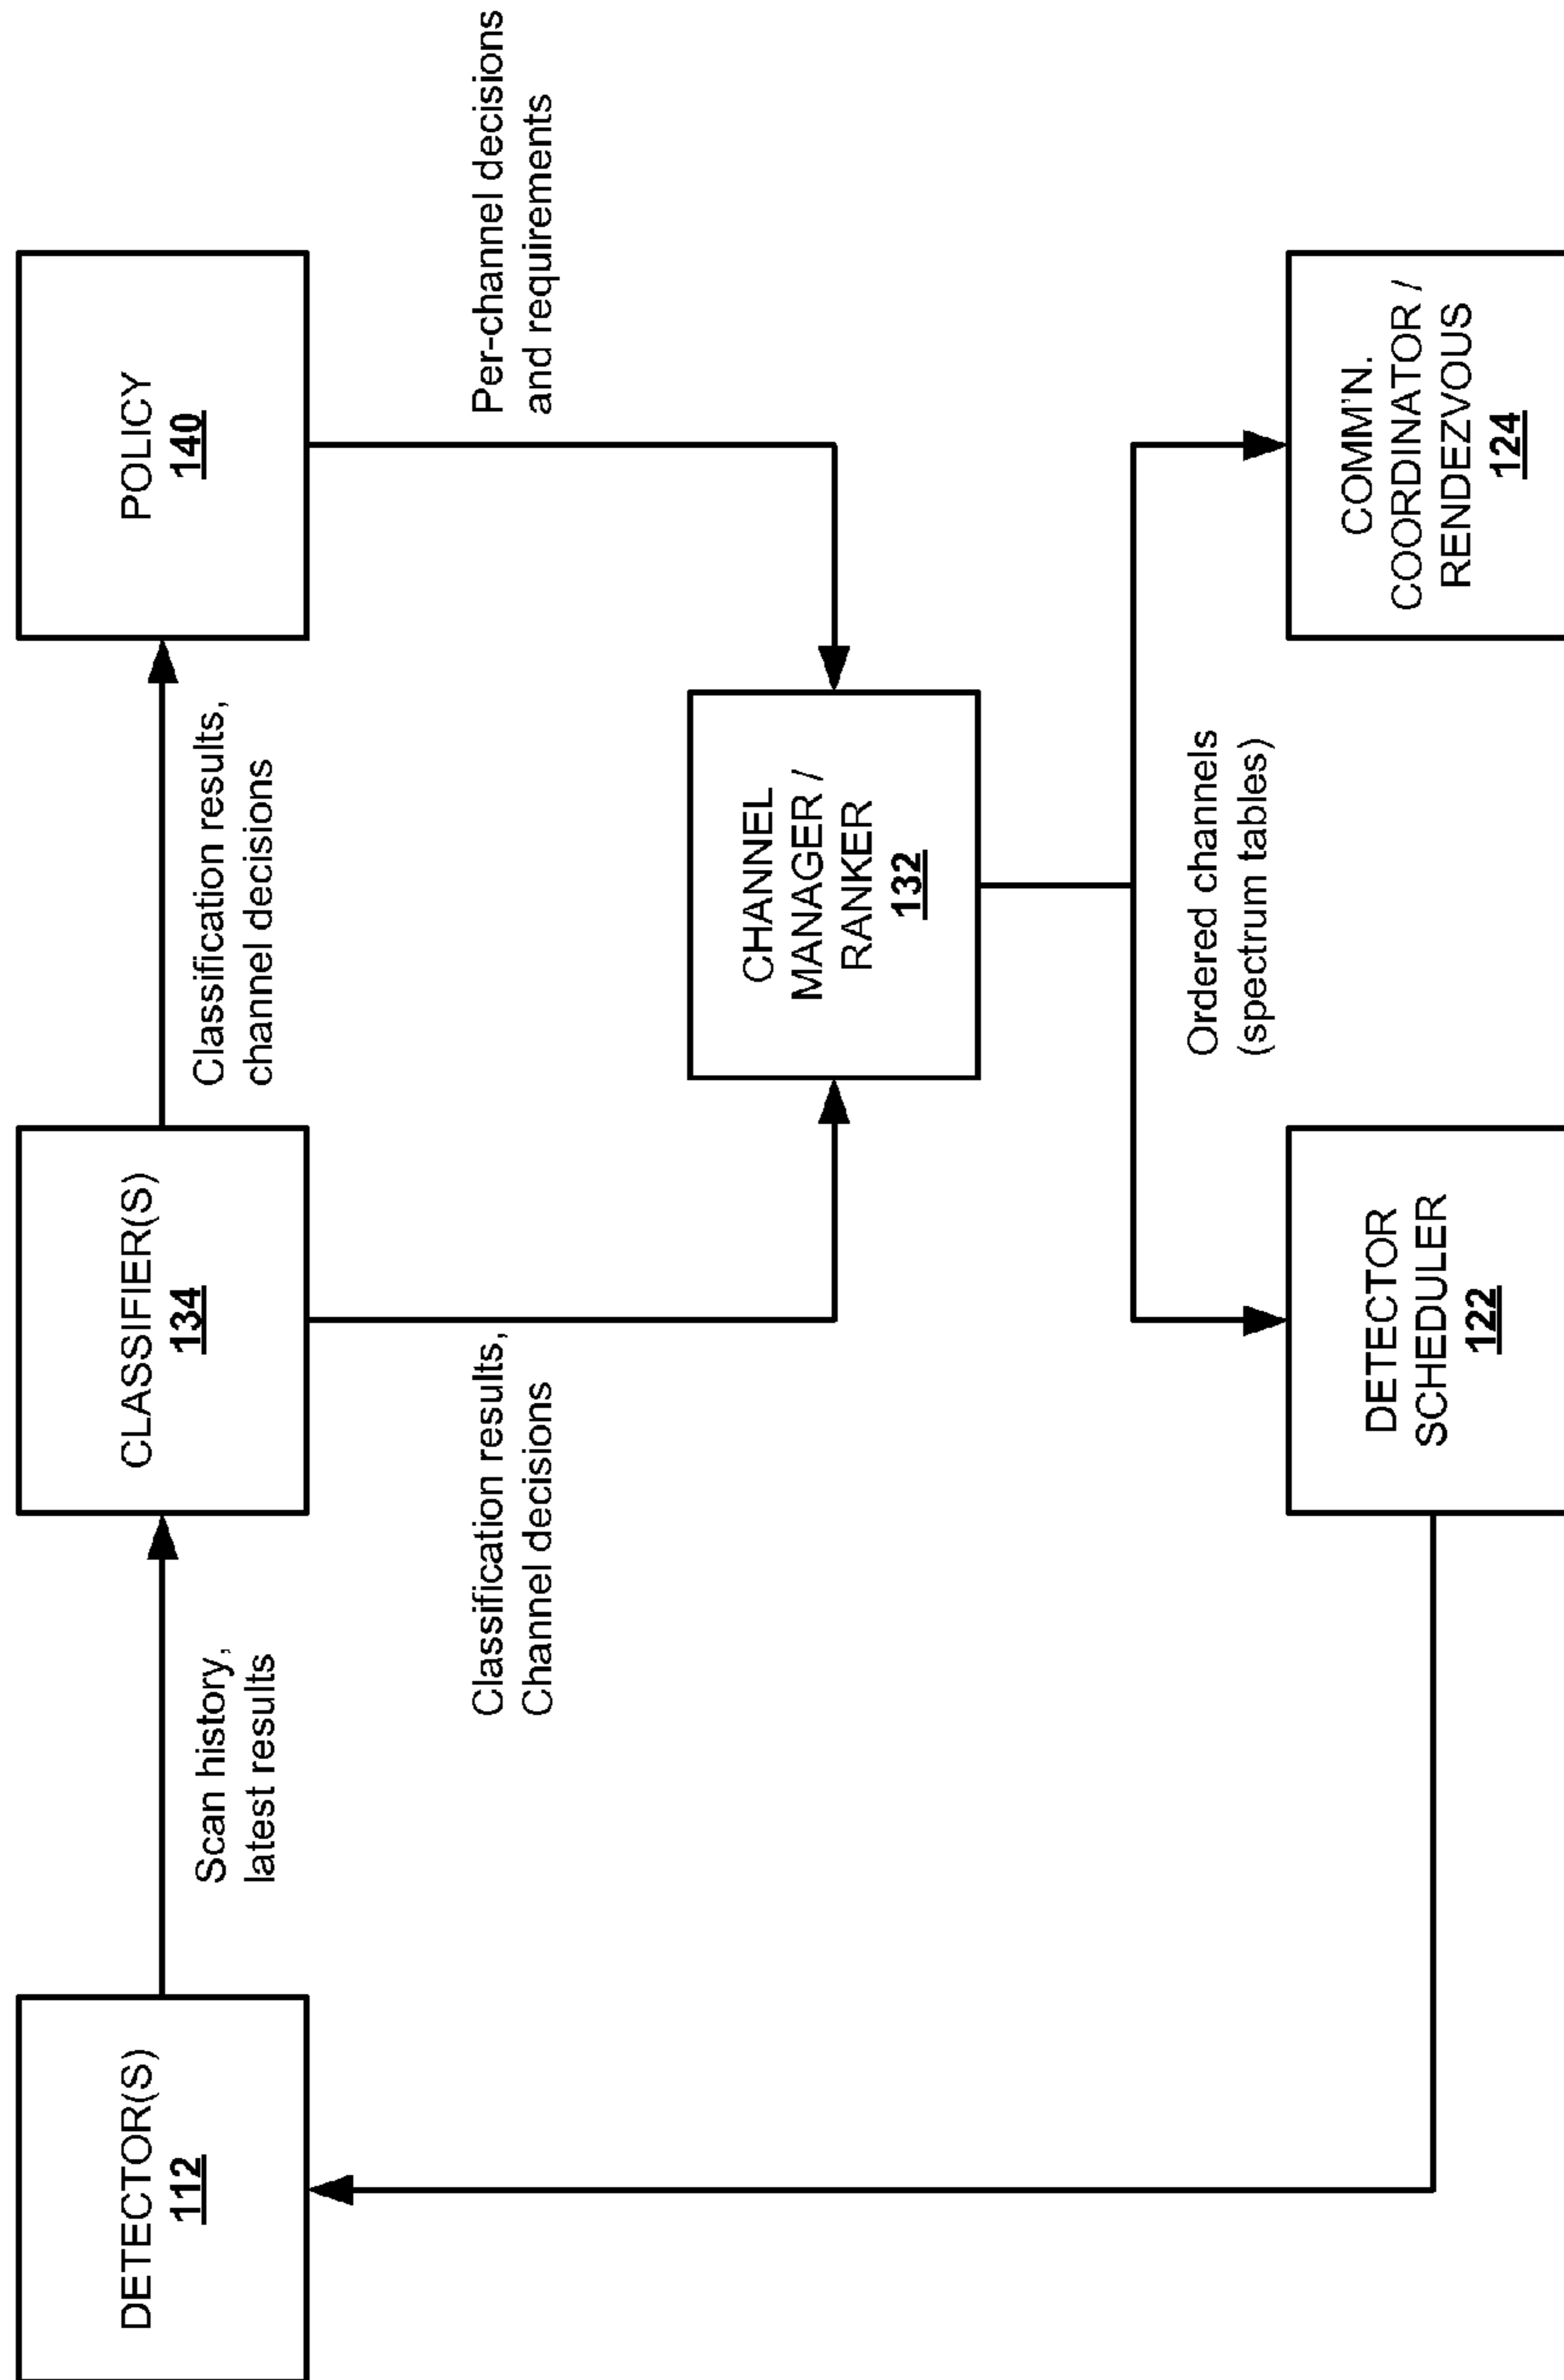 DETECTOR(S)
112
Scan history,
latest results
CLASSIFIER(S)
134
Classification results,
channel decisions
POLICY
140
Classification results,
Channel decisions
Per-channel decisions
and requirements
CHANNEL
MANAGER /
RANKER
132
Ordered channels
(spectrum tables)
DETECTOR
SCHEDULER
122
COMM'N.
COORDINATOR /
RENDEZVOUS
124